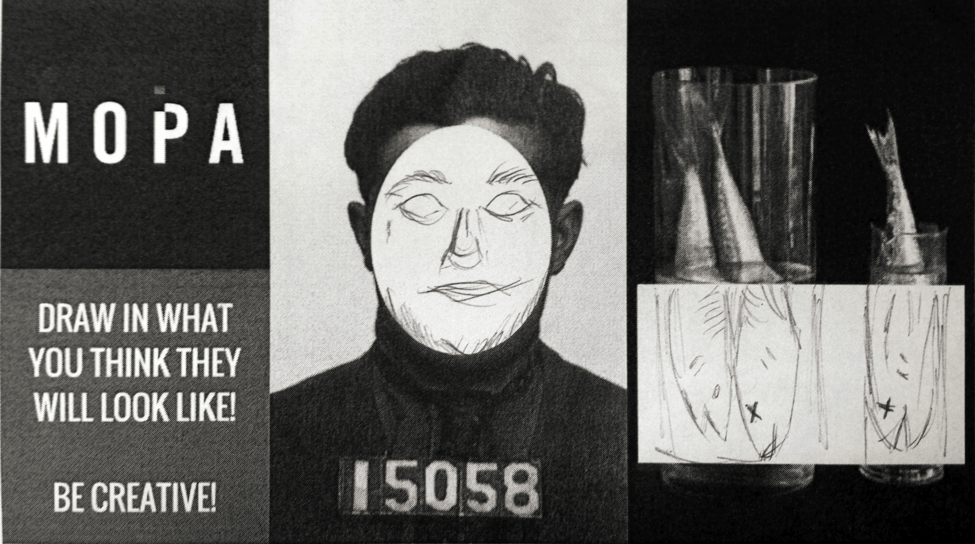 MOPA
DRAW IN WHAT
YOU THINK THEY
WILL LOOK LIKE!
BE CREATIVE!
15058